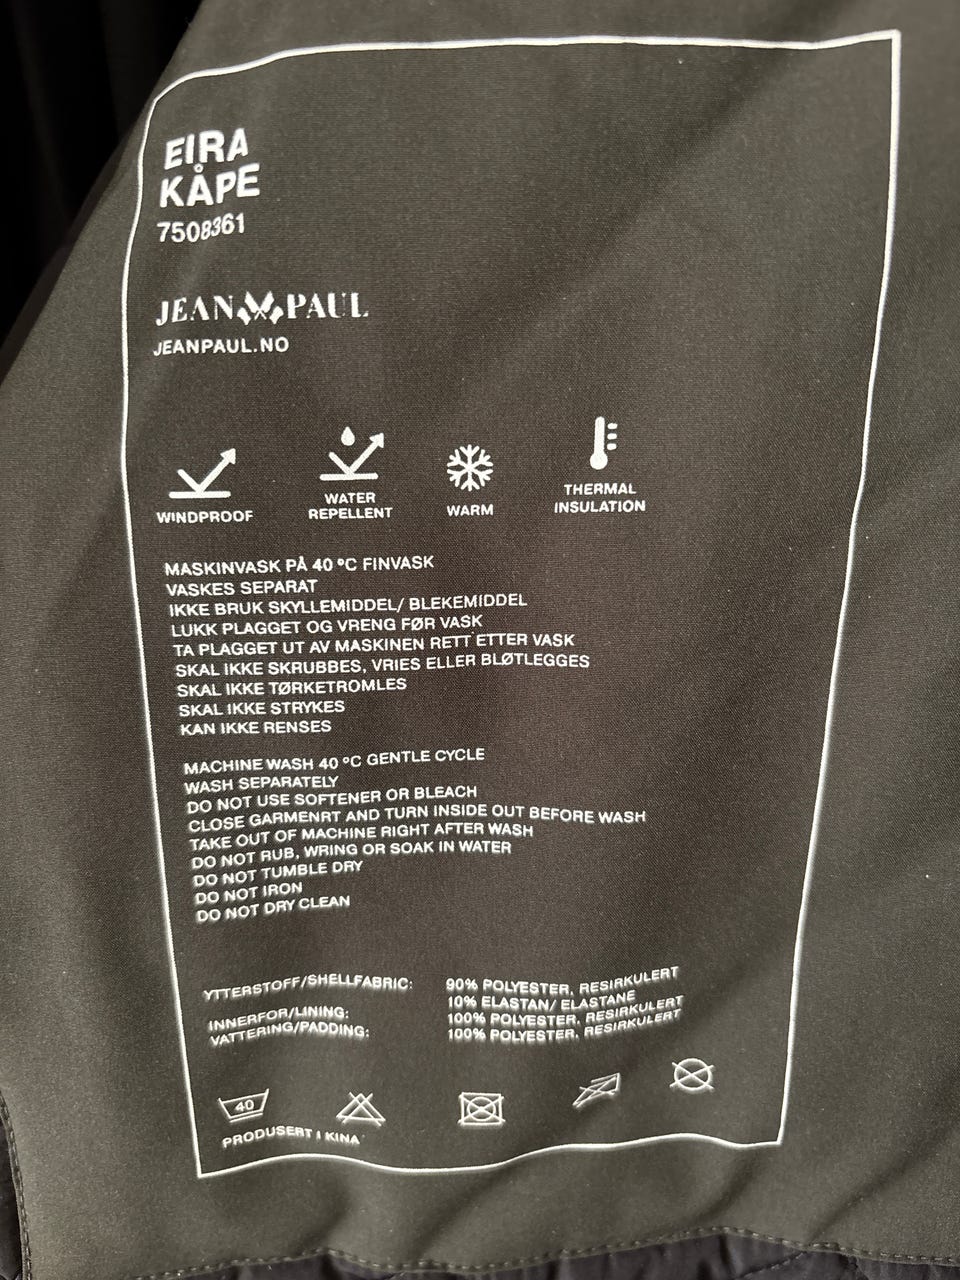 EIRA
KÅPE
7508361
JEAN PAUL
JEANPAUL.NO
WINDPROOF
WATER
REPELLENT
WARM
THERMAL
INSULATION
MASKINVASK PÅ 40 °C FINVASK
VASKES SEPARAT
IKKE BRUK SKYLLEMIDDEL/ BLEKEMIDDEL
LUKK PLAGGET OG VRENG FØR VASK
TA PLAGGET UT AV MASKINEN RETT ETTER VASK
SKAL IKKE SKRUBBES, VRIES ELLER BLØTLEGGES
SKAL IKKE TØRKETROMLES
SKAL IKKE STRYKES
KAN IKKE RENSES
MACHINE WASH 40 °C GENTLE CYCLE
WASH SEPARATELY
DO NOT USE SOFTENER OR BLEACH
CLOSE GARMENRT AND TURN INSIDE OUT BEFORE WASH
TAKE OUT OF MACHINE RIGHT AFTER WASH
DO NOT RUB, WRING OR SOAK IN WATER
DO NOT TUMBLE DRY
DO NOT IRON
DO NOT DRY CLEAN
YTTERSTOFF/SHELLFABRIC: 90% POLYESTER, RESIRKULERT
10% ELASTAN/ ELASTANE
INNERFOR/LINING: 100% POLYESTER, RESIRKULERT
VATTERING/PADDING: 100% POLYESTER, RESIRKULERT
40
PRODUSERT I KINA